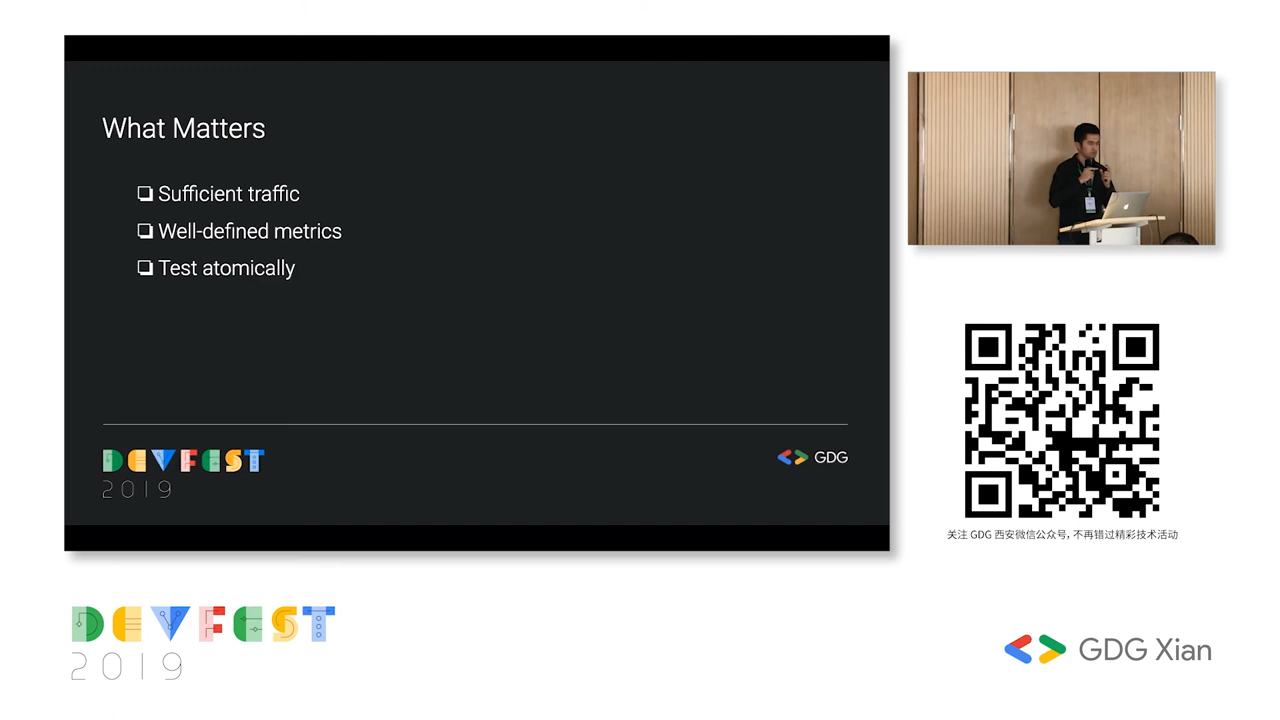 What Matters
❑ Sufficient traffic
❑ Well-defined metrics
❑ Test atomically
DEVFEST
2019
GDG
关注 GDG 西安微信公众号, 不再错过精彩技术活动
DEVFEST
2019
GDG Xian